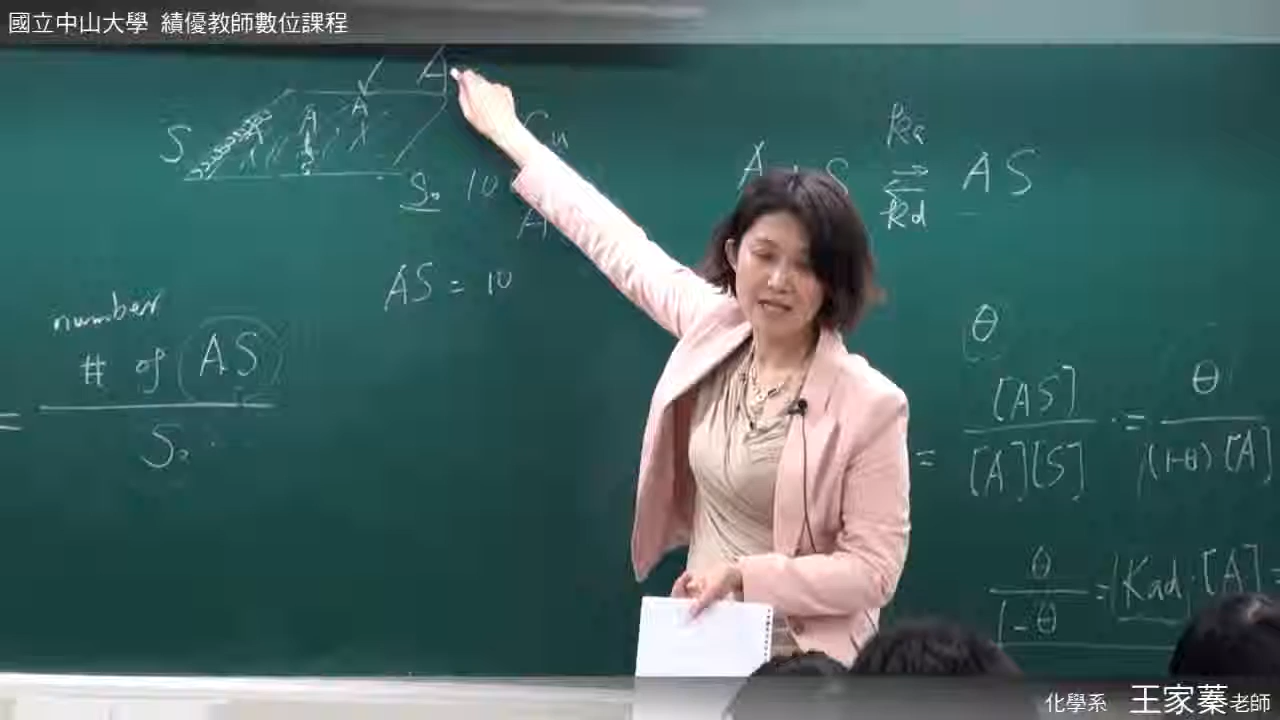 國立中山大學 績優教師數位課程
A
S A A A
S₀ 10
Cu
A
AS = 10
number
# of (AS)
=
S₀
A + S ⇌ AS
ka
kd
θ
= [AS] / [A][S] = θ / (1-θ)[A]
θ / 1-θ = Kad · [A] =
化學系 王家蓁老師